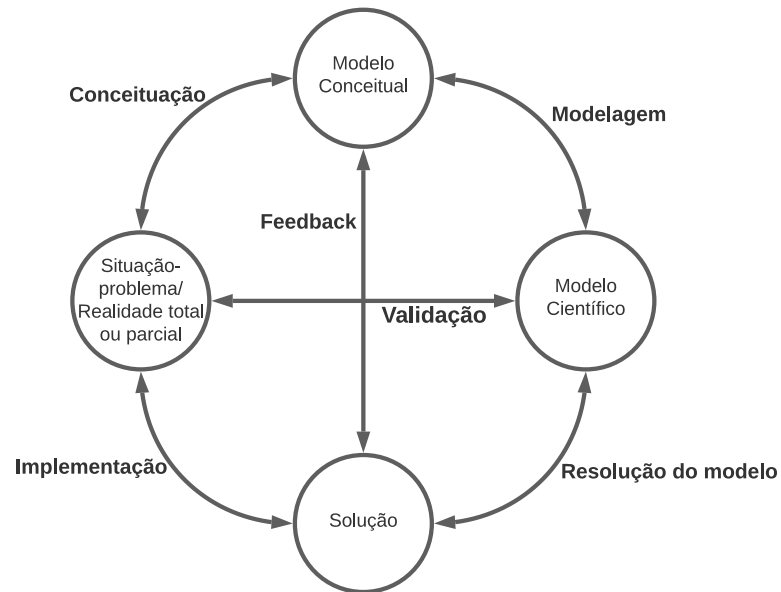 Modelo
Conceitual
Conceituação
Modelagem
Feedback
Situação-
problema/
Realidade total
ou parcial
Modelo
Científico
Validação
Implementação
Resolução do modelo
Solução